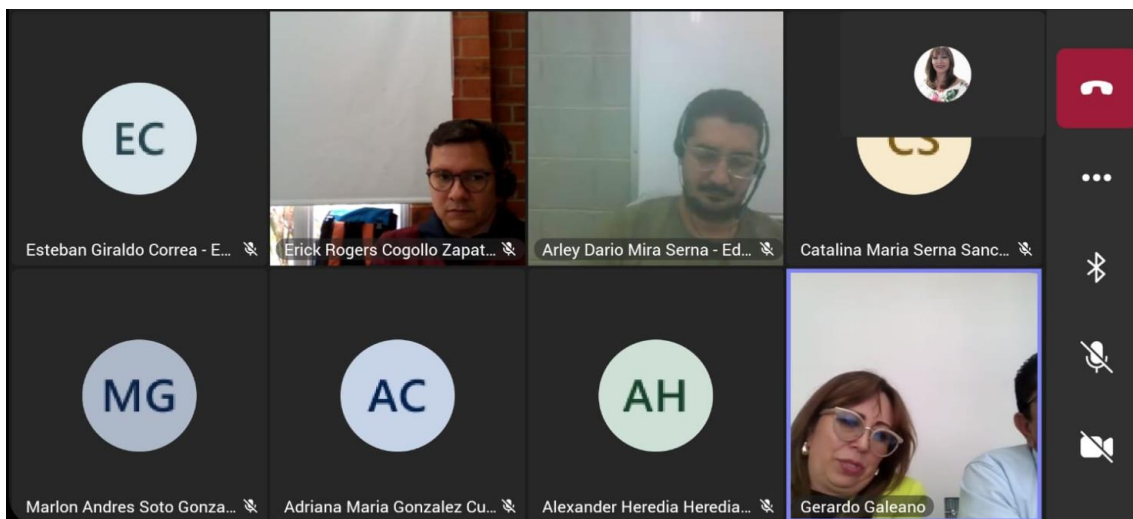 EC
Esteban Giraldo Correa - E...
Erick Rogers Cogollo Zapat...
Arley Dario Mira Serna - Ed...
CS
Catalina Maria Serna Sanc...
MG
Marlon Andres Soto Gonza...
AC
Adriana Maria Gonzalez Cu...
AH
Alexander Heredia Heredia...
Gerardo Galeano